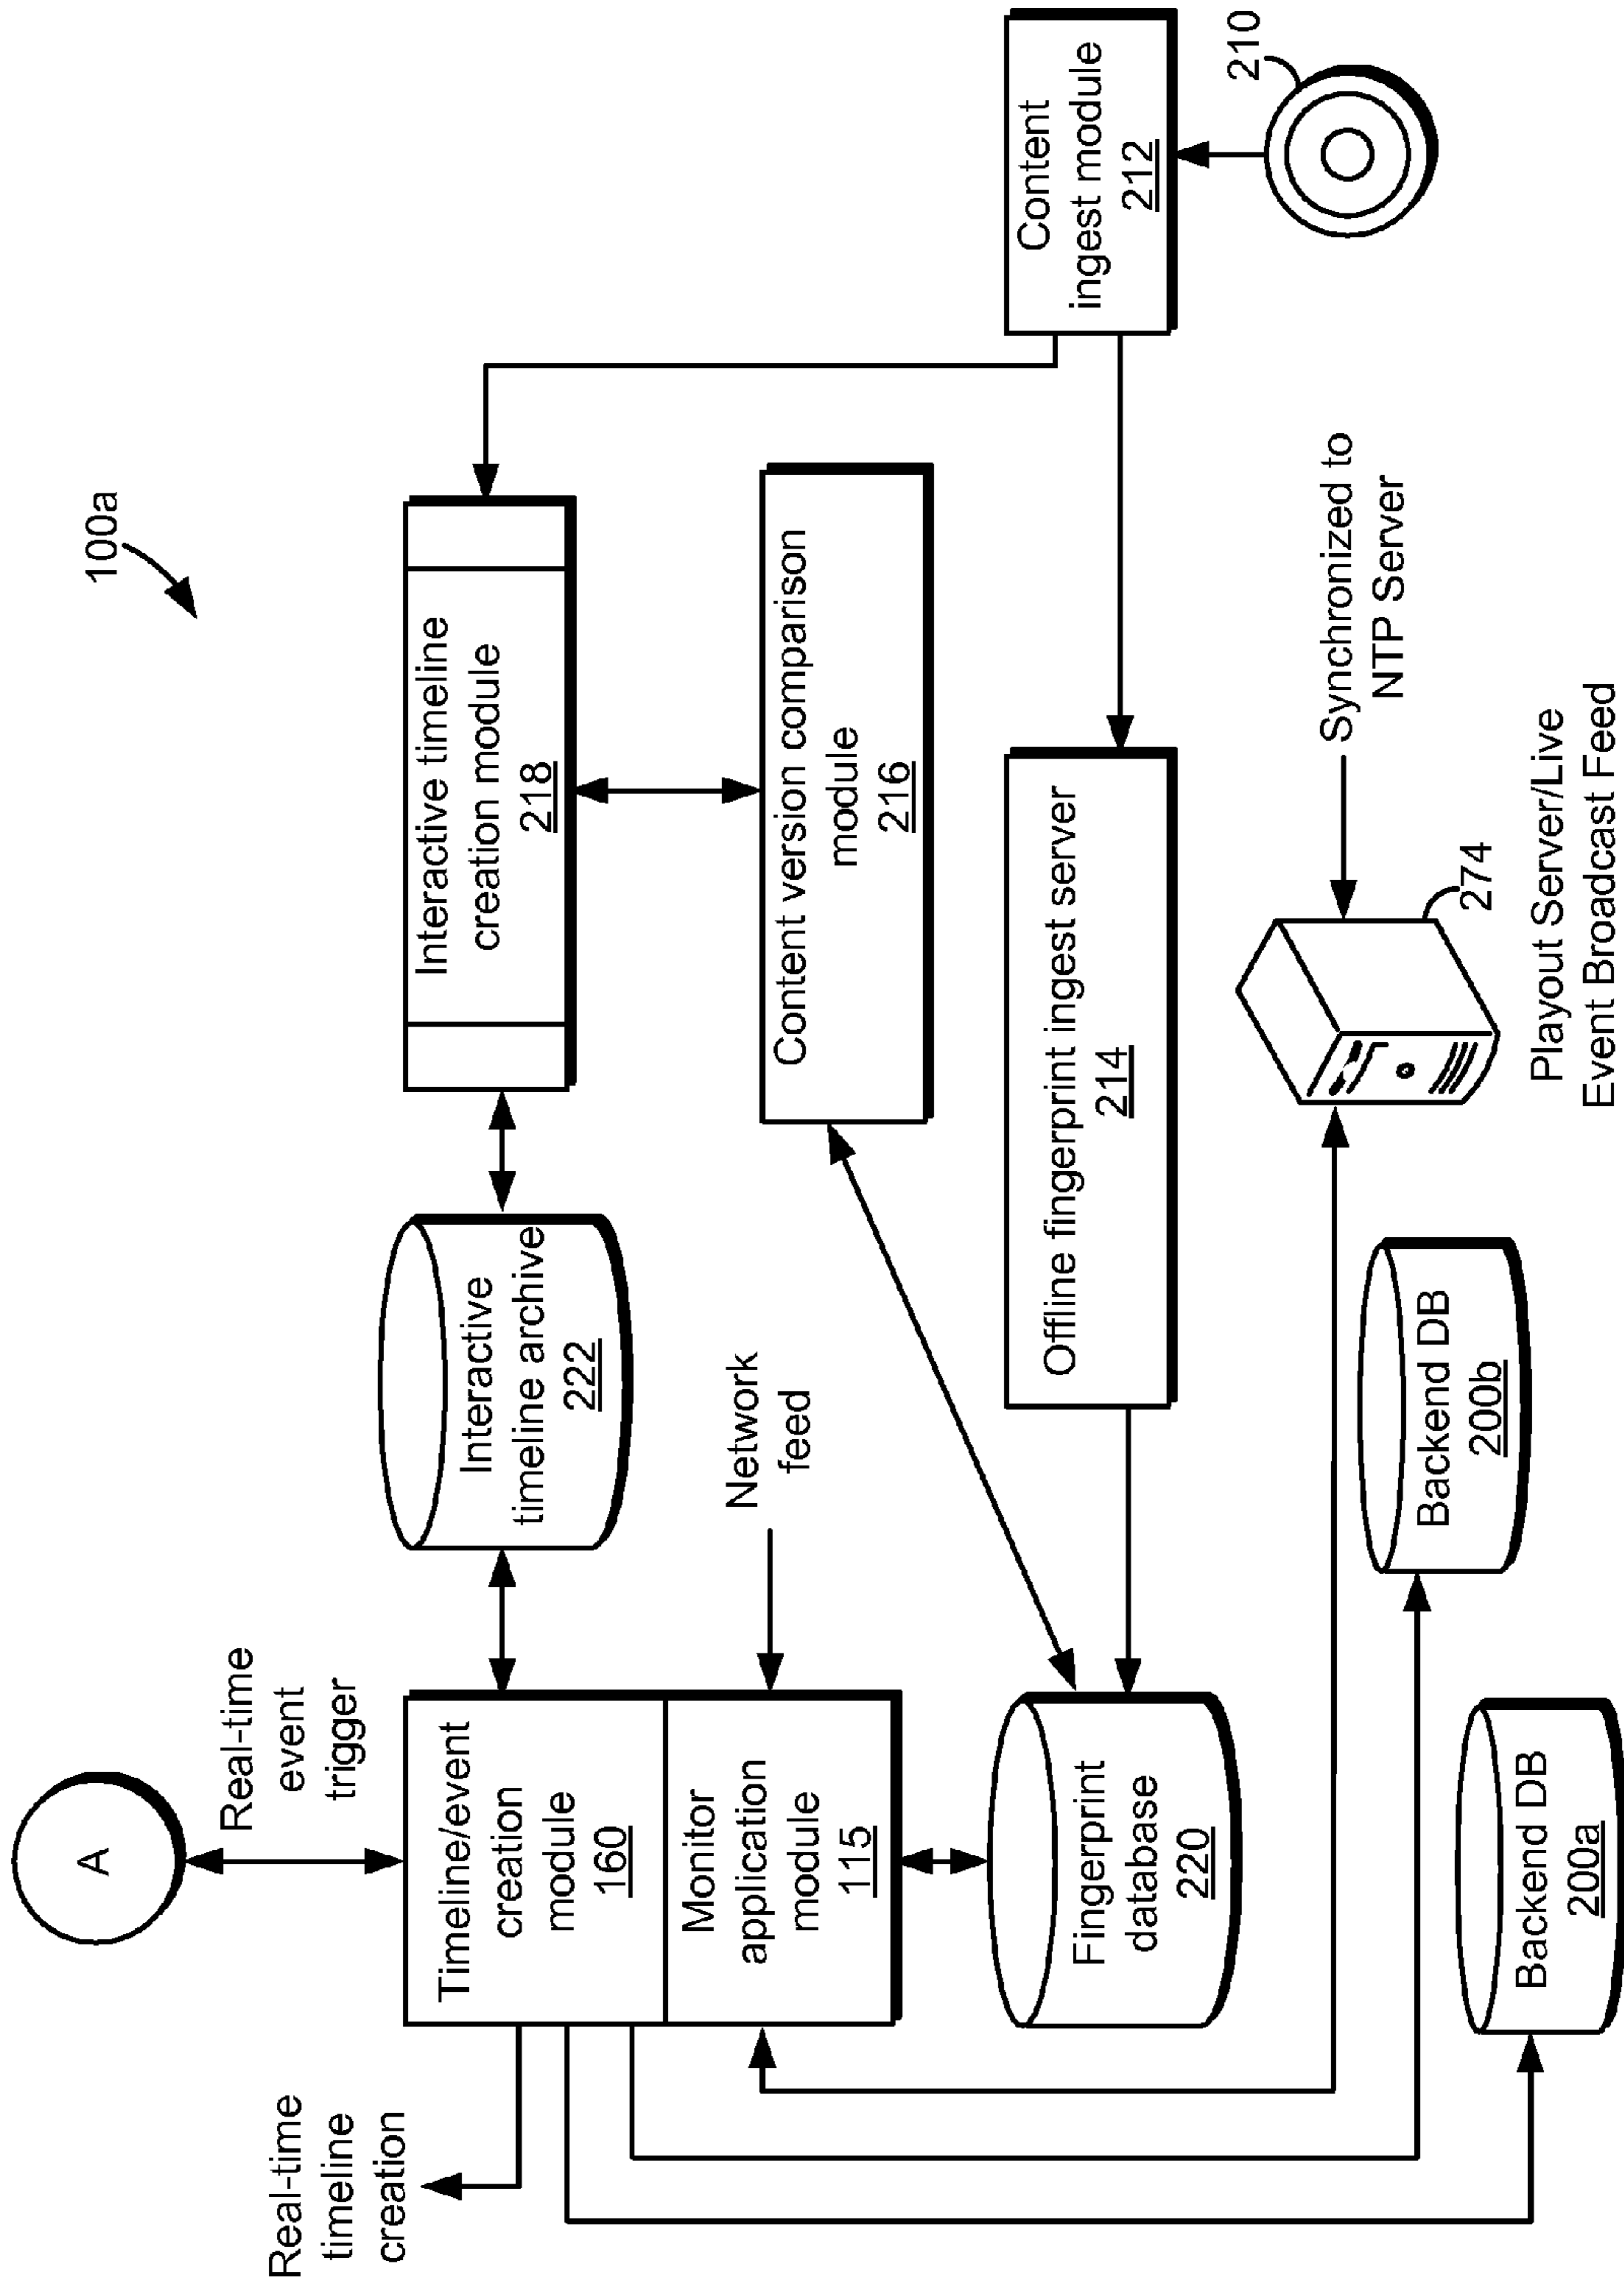 100a
A
Real-time
event
trigger
Real-time
timeline
creation
Timeline/event
creation
module
160
Monitor
application
module
115
Network
feed
Interactive
timeline archive
222
Interactive timeline
creation module
218
Content version comparison
module
216
Content
ingest module
212
210
Offline fingerprint ingest server
214
Fingerprint
database
220
Synchronized to
NTP Server
274
Playout Server/Live
Event Broadcast Feed
Backend DB
200b
Backend DB
200a